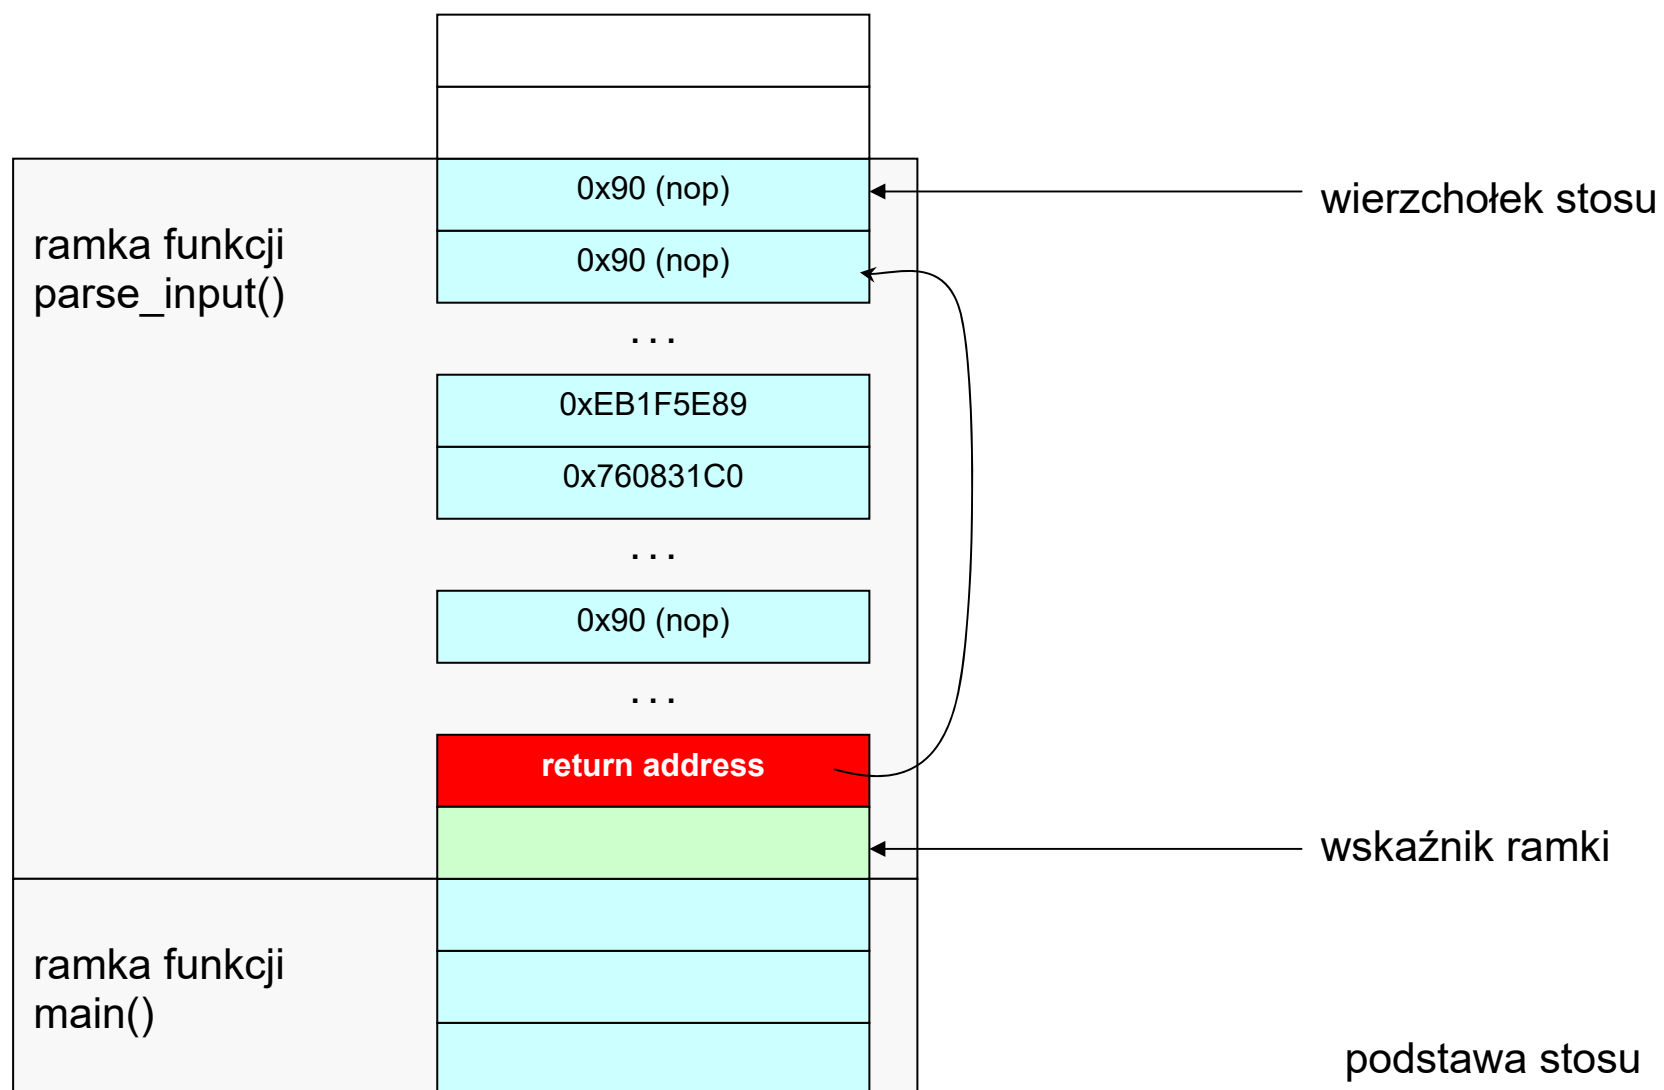 0x90 (nop)
wierzchołek stosu
ramka funkcji
parse_input()
0x90 (nop)
. . .
0xEB1F5E89
0x760831C0
. . .
0x90 (nop)
. . .
return address
wskaźnik ramki
ramka funkcji
main()
podstawa stosu